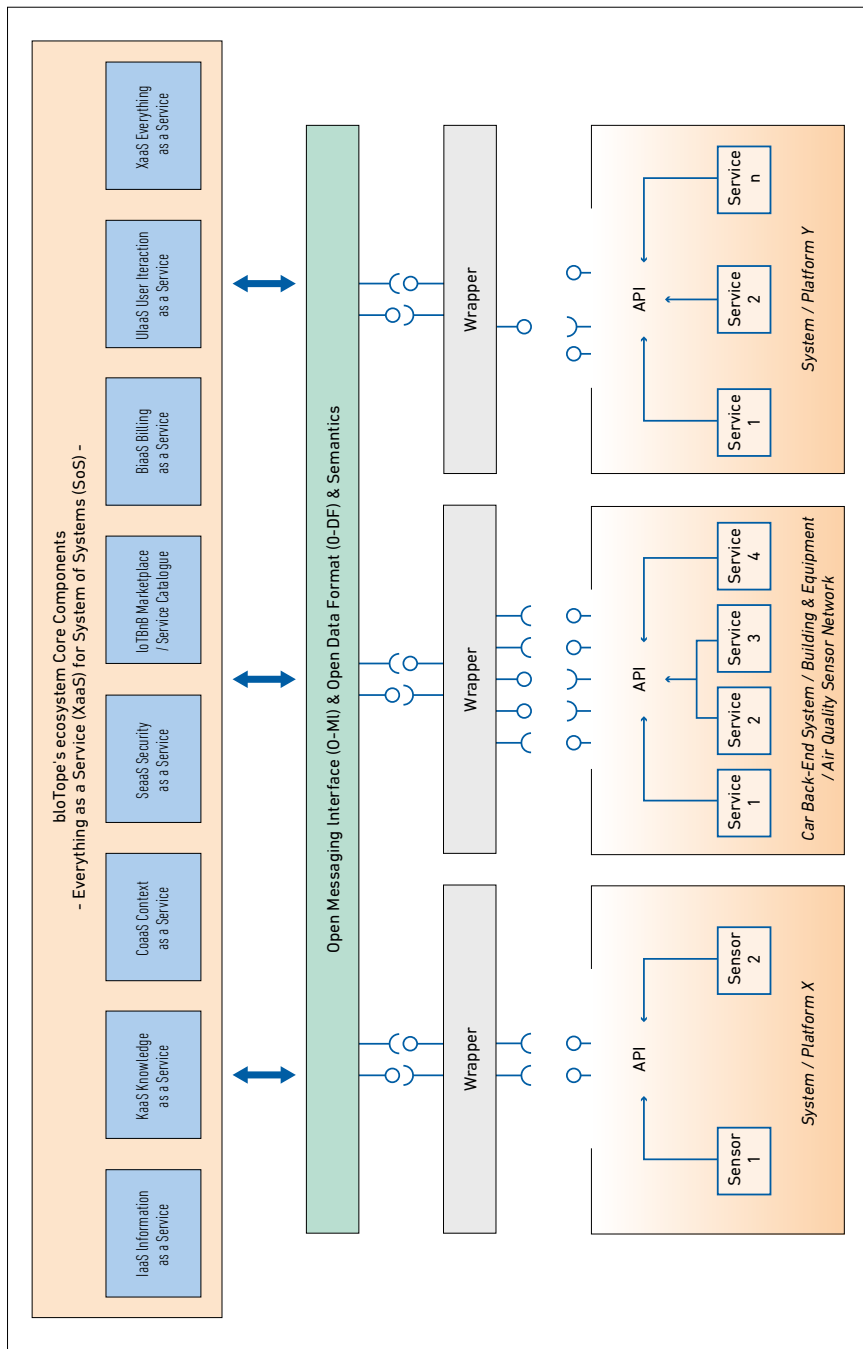 bIoTope's ecosystem Core Components
- Everything as a Service (XaaS) for System of Systems (SoS) -
IaaS Information
as a Service
KaaS Knowledge
as a Service
CoaaS Context
as a Service
SeaaS Security
as a Service
IoTBnB Marketplace
/ Service Catalogue
BiaaS Billing
as a Service
UIaaS User Iteraction
as a Service
XaaS Everything
as a Service
Open Messaging Interface (O-MI) & Open Data Format (O-DF) & Semantics
Wrapper
Wrapper
Wrapper
API
Sensor
1
Sensor
2
System / Platform X
API
Service
1
Service
2
Service
3
Service
4
Car Back-End System / Building & Equipment
/ Air Quality Sensor Network
API
Service
1
Service
2
Service
n
System / Platform Y